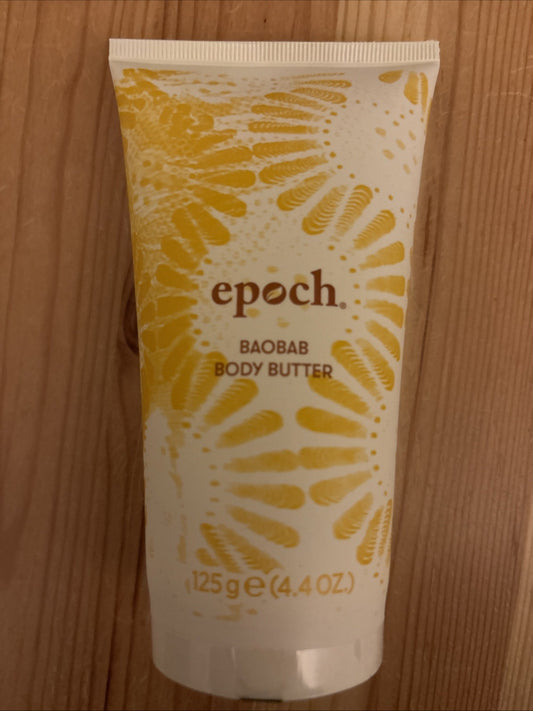 epoch®
BAOBAB
BODY BUTTER
125 g e (4.4 OZ.)